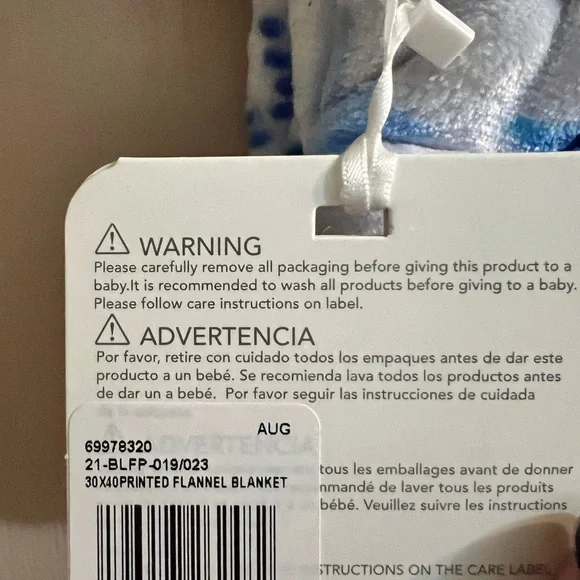 WARNING
Please carefully remove all packaging before giving this product to a
baby.It is recommended to wash all products before giving to a baby.
Please follow care instructions on label.
ADVERTENCIA
Por favor, retire con cuidado todos los empaques antes de dar este
producto a un bebé. Se recomienda lava todos los productos antes
de dar un a bebé. Por favor seguir las instrucciones de cuidada
AUG
69978320
21-BLFP-019/023
30X40PRINTED FLANNEL BLANKET
ADVERTENCIA
tous les emballages avant de donner
de laver tous les produits
bébé. Veuillez suivre les instructions
INSTRUCTIONS ON THE CARE LABEL